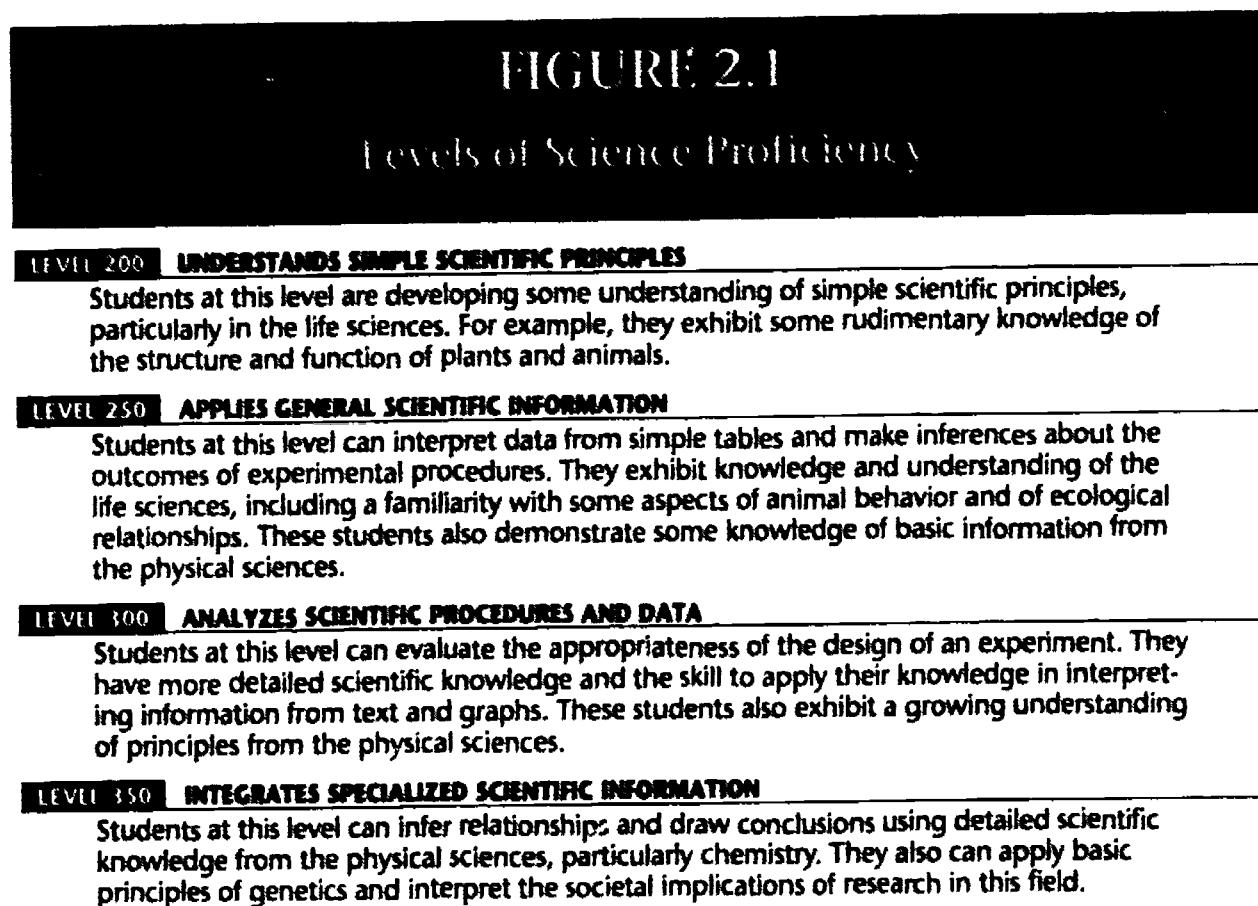 FIGURE 2.1
Levels of Science Proficiency
LEVEL 200 UNDERSTANDS SIMPLE SCIENTIFIC PRINCIPLES
Students at this level are developing some understanding of simple scientific principles,
particularly in the life sciences. For example, they exhibit some rudimentary knowledge of
the structure and function of plants and animals.
LEVEL 250 APPLIES GENERAL SCIENTIFIC INFORMATION
Students at this level can interpret data from simple tables and make inferences about the
outcomes of experimental procedures. They exhibit knowledge and understanding of the
life sciences, including a familiarity with some aspects of animal behavior and of ecological
relationships. These students also demonstrate some knowledge of basic information from
the physical sciences.
LEVEL 300 ANALYZES SCIENTIFIC PROCEDURES AND DATA
Students at this level can evaluate the appropriateness of the design of an experiment. They
have more detailed scientific knowledge and the skill to apply their knowledge in interpret-
ing information from text and graphs. These students also exhibit a growing understanding
of principles from the physical sciences.
LEVEL 350 INTEGRATES SPECIALIZED SCIENTIFIC INFORMATION
Students at this level can infer relationships and draw conclusions using detailed scientific
knowledge from the physical sciences, particularly chemistry. They also can apply basic
principles of genetics and interpret the societal implications of research in this field.